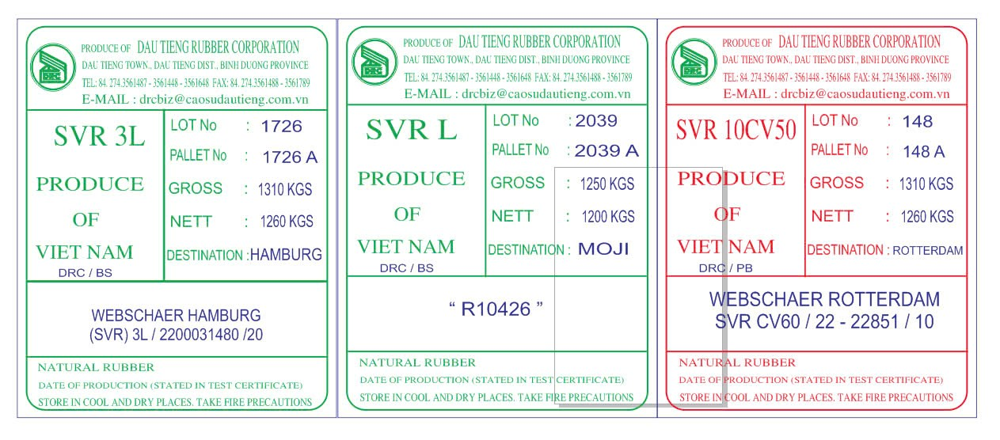 DRC
PRODUCE OF DAU TIENG RUBBER CORPORATION
DAU TIENG TOWN., DAU TIENG DIST., BINH DUONG PROVINCE
TEL: 84. 274.3561487 - 3561448 - 3561648 FAX: 84. 274.3561488 - 3561789
E-MAIL : drcbiz@caosudautieng.com.vn
SVR 3L
PRODUCE
OF
VIET NAM
DRC / BS
LOT No : 1726
PALLET No : 1726 A
GROSS : 1310 KGS
NETT : 1260 KGS
DESTINATION : HAMBURG
WEBSCHAER HAMBURG
(SVR) 3L / 2200031480 /20
NATURAL RUBBER
DATE OF PRODUCTION (STATED IN TEST CERTIFICATE)
STORE IN COOL AND DRY PLACES. TAKE FIRE PRECAUTIONS
DRC
PRODUCE OF DAU TIENG RUBBER CORPORATION
DAU TIENG TOWN., DAU TIENG DIST., BINH DUONG PROVINCE
TEL: 84. 274.3561487 - 3561448 - 3561648 FAX: 84. 274.3561488 - 3561789
E-MAIL : drcbiz@caosudautieng.com.vn
SVR L
PRODUCE
OF
VIET NAM
DRC / BS
LOT No : 2039
PALLET No : 2039 A
GROSS : 1250 KGS
NETT : 1200 KGS
DESTINATION : MOJI
“ R10426 ”
NATURAL RUBBER
DATE OF PRODUCTION (STATED IN TEST CERTIFICATE)
STORE IN COOL AND DRY PLACES. TAKE FIRE PRECAUTIONS
DRC
PRODUCE OF DAU TIENG RUBBER CORPORATION
DAU TIENG TOWN., DAU TIENG DIST., BINH DUONG PROVINCE
TEL: 84. 274.3561487 - 3561448 - 3561648 FAX: 84. 274.3561488 - 3561789
E-MAIL : drcbiz@caosudautieng.com.vn
SVR 10CV50
PRODUCE
OF
VIET NAM
DRC / PB
LOT No : 148
PALLET No : 148 A
GROSS : 1310 KGS
NETT : 1260 KGS
DESTINATION : ROTTERDAM
WEBSCHAER ROTTERDAM
SVR CV60 / 22 - 22851 / 10
NATURAL RUBBER
DATE OF PRODUCTION (STATED IN TEST CERTIFICATE)
STORE IN COOL AND DRY PLACES. TAKE FIRE PRECAUTIONS